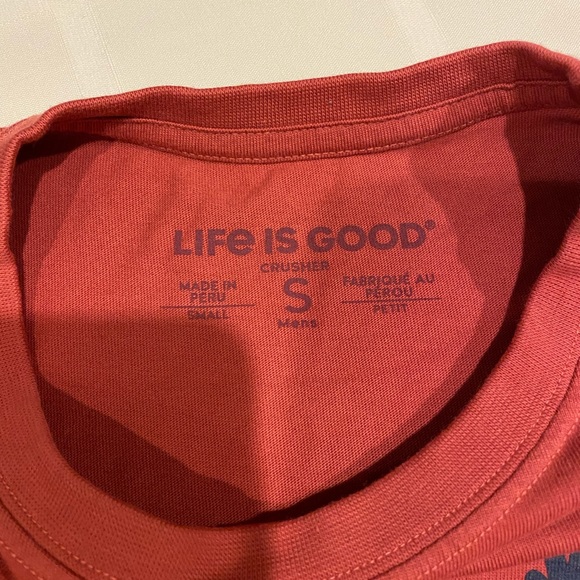 LIFe IS GOOD®
CRUSHER
MADE IN
PERU
SMALL
S
Mens
FABRIQUÉ AU
PÉROU
PETIT